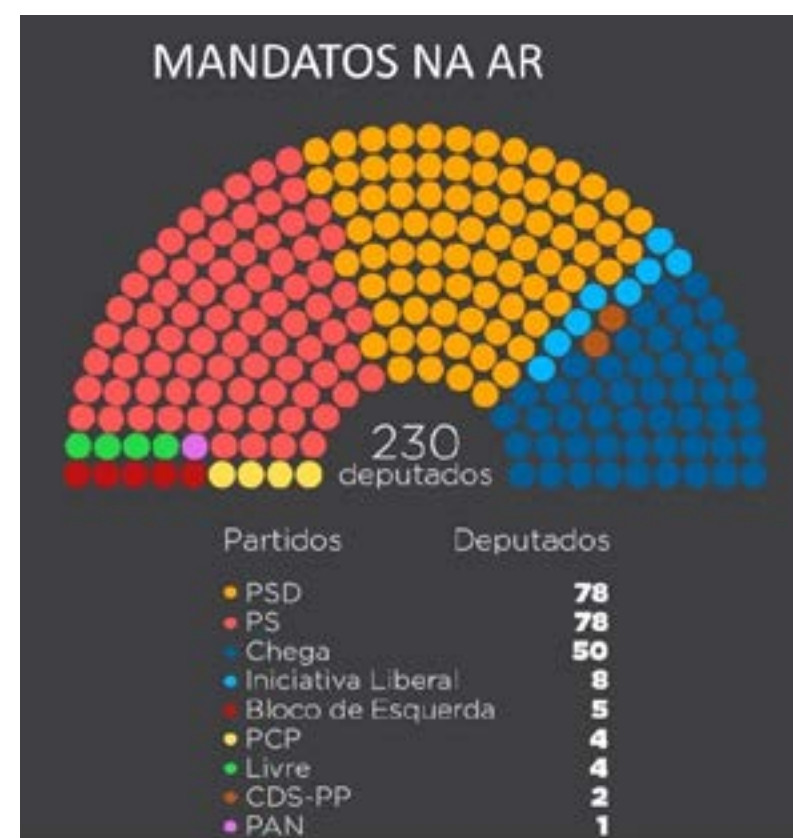 MANDATOS NA AR
230
deputados
Partidos Deputados
PSD 78
PS 78
Chega 50
Iniciativa Liberal 8
Bloco de Esquerda 5
PCP 4
Livre 4
CDS-PP 2
PAN 1